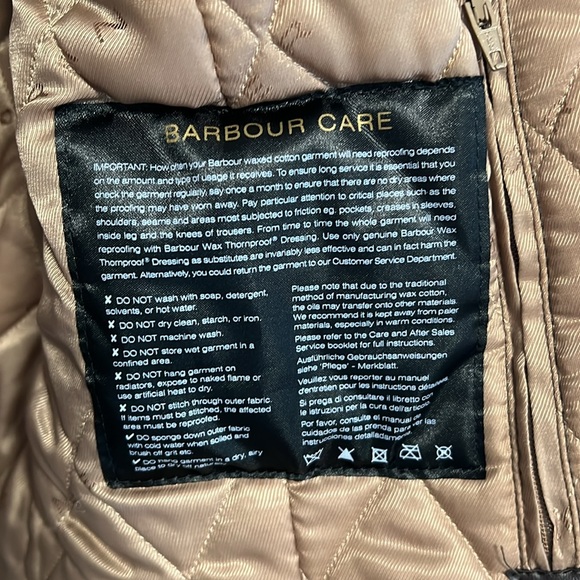 BARBOUR CARE
IMPORTANT: How often your Barbour waxed cotton garment will need reproofing depends
on the amount and type of usage it receives. To ensure long service it is essential that you
check the garment regularly, say once a month to ensure that there are no dry areas where
the proofing may have worn away. Pay particular attention to critical places such as the
shoulders, seams and areas most subjected to friction eg. pockets, creases in sleeves,
inside leg and the knees of trousers. From time to time the whole garment will need
reproofing with Barbour Wax Thornproof® Dressing. Use only genuine Barbour Wax
Thornproof® Dressing as substitutes are invariably less effective and can in fact harm the
garment. Alternatively, you could return the garment to our Customer Service Department.
✘ DO NOT wash with soap, detergent,
solvents, or hot water.
✘ DO NOT dry clean, starch, or iron.
✘ DO NOT machine wash.
✘ DO NOT store wet garment in a
confined area.
✘ DO NOT hang garment on
radiators, expose to naked flame or
use artificial heat to dry.
✘ DO NOT stitch through outer fabric.
If items must be stitched, the affected
area must be reproofed.
✔ DO sponge down outer fabric
with cold water when soiled and
brush off grit etc.
✔ DO hang garment in a dry, airy
place to dry off naturally
Please note that due to the traditional
method of manufacturing wax cotton,
the oils may transfer onto other materials.
We recommend it is kept away from paler
materials, especially in warm conditions.
Please refer to the Care and After Sales
Service booklet for full instructions.
Ausführliche Gebrauchsanweisungen
siehe 'Pflege' - Merkblatt.
Veuillez vous reporter au manuel
d'entretien pour les instructions détaillées
Si prega di consultare il libretto con
le istruzioni per la cura dell'articolo
Por favor, consulte el manual de
cuidados de las prenda para ver
instrucciones detalladamente.